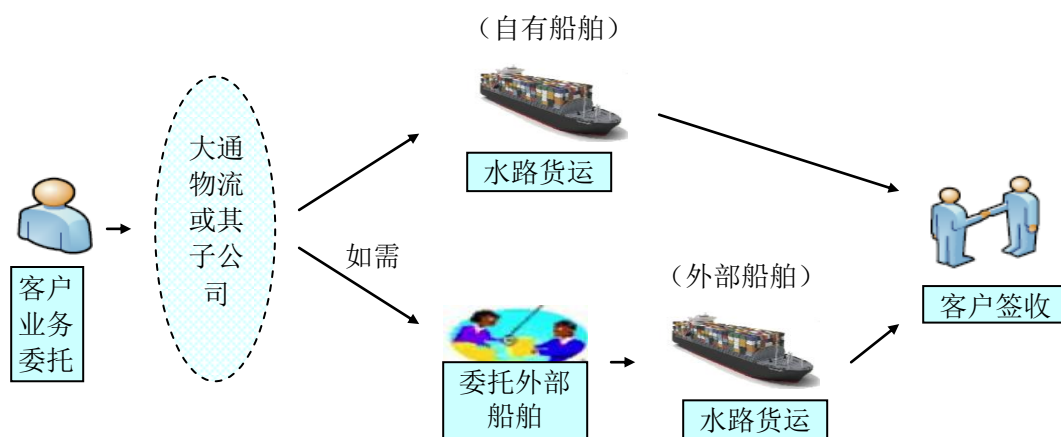 （自有船舶）
水路货运
大通
物流
或其
子公
司
客户
业务
委托
如需
（外部船舶）
委托外部
船舶
水路货运
客户签收